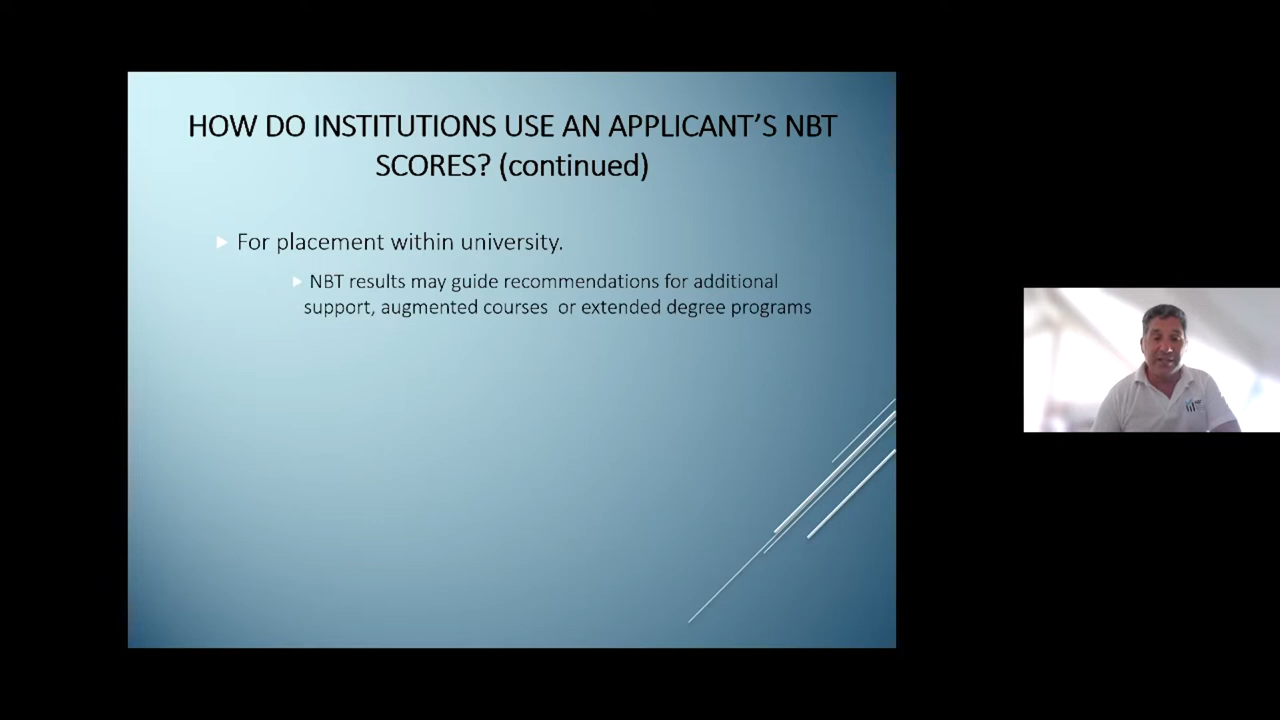 HOW DO INSTITUTIONS USE AN APPLICANT'S NBT
SCORES? (continued)
For placement within university.
NBT results may guide recommendations for additional
support, augmented courses or extended degree programs